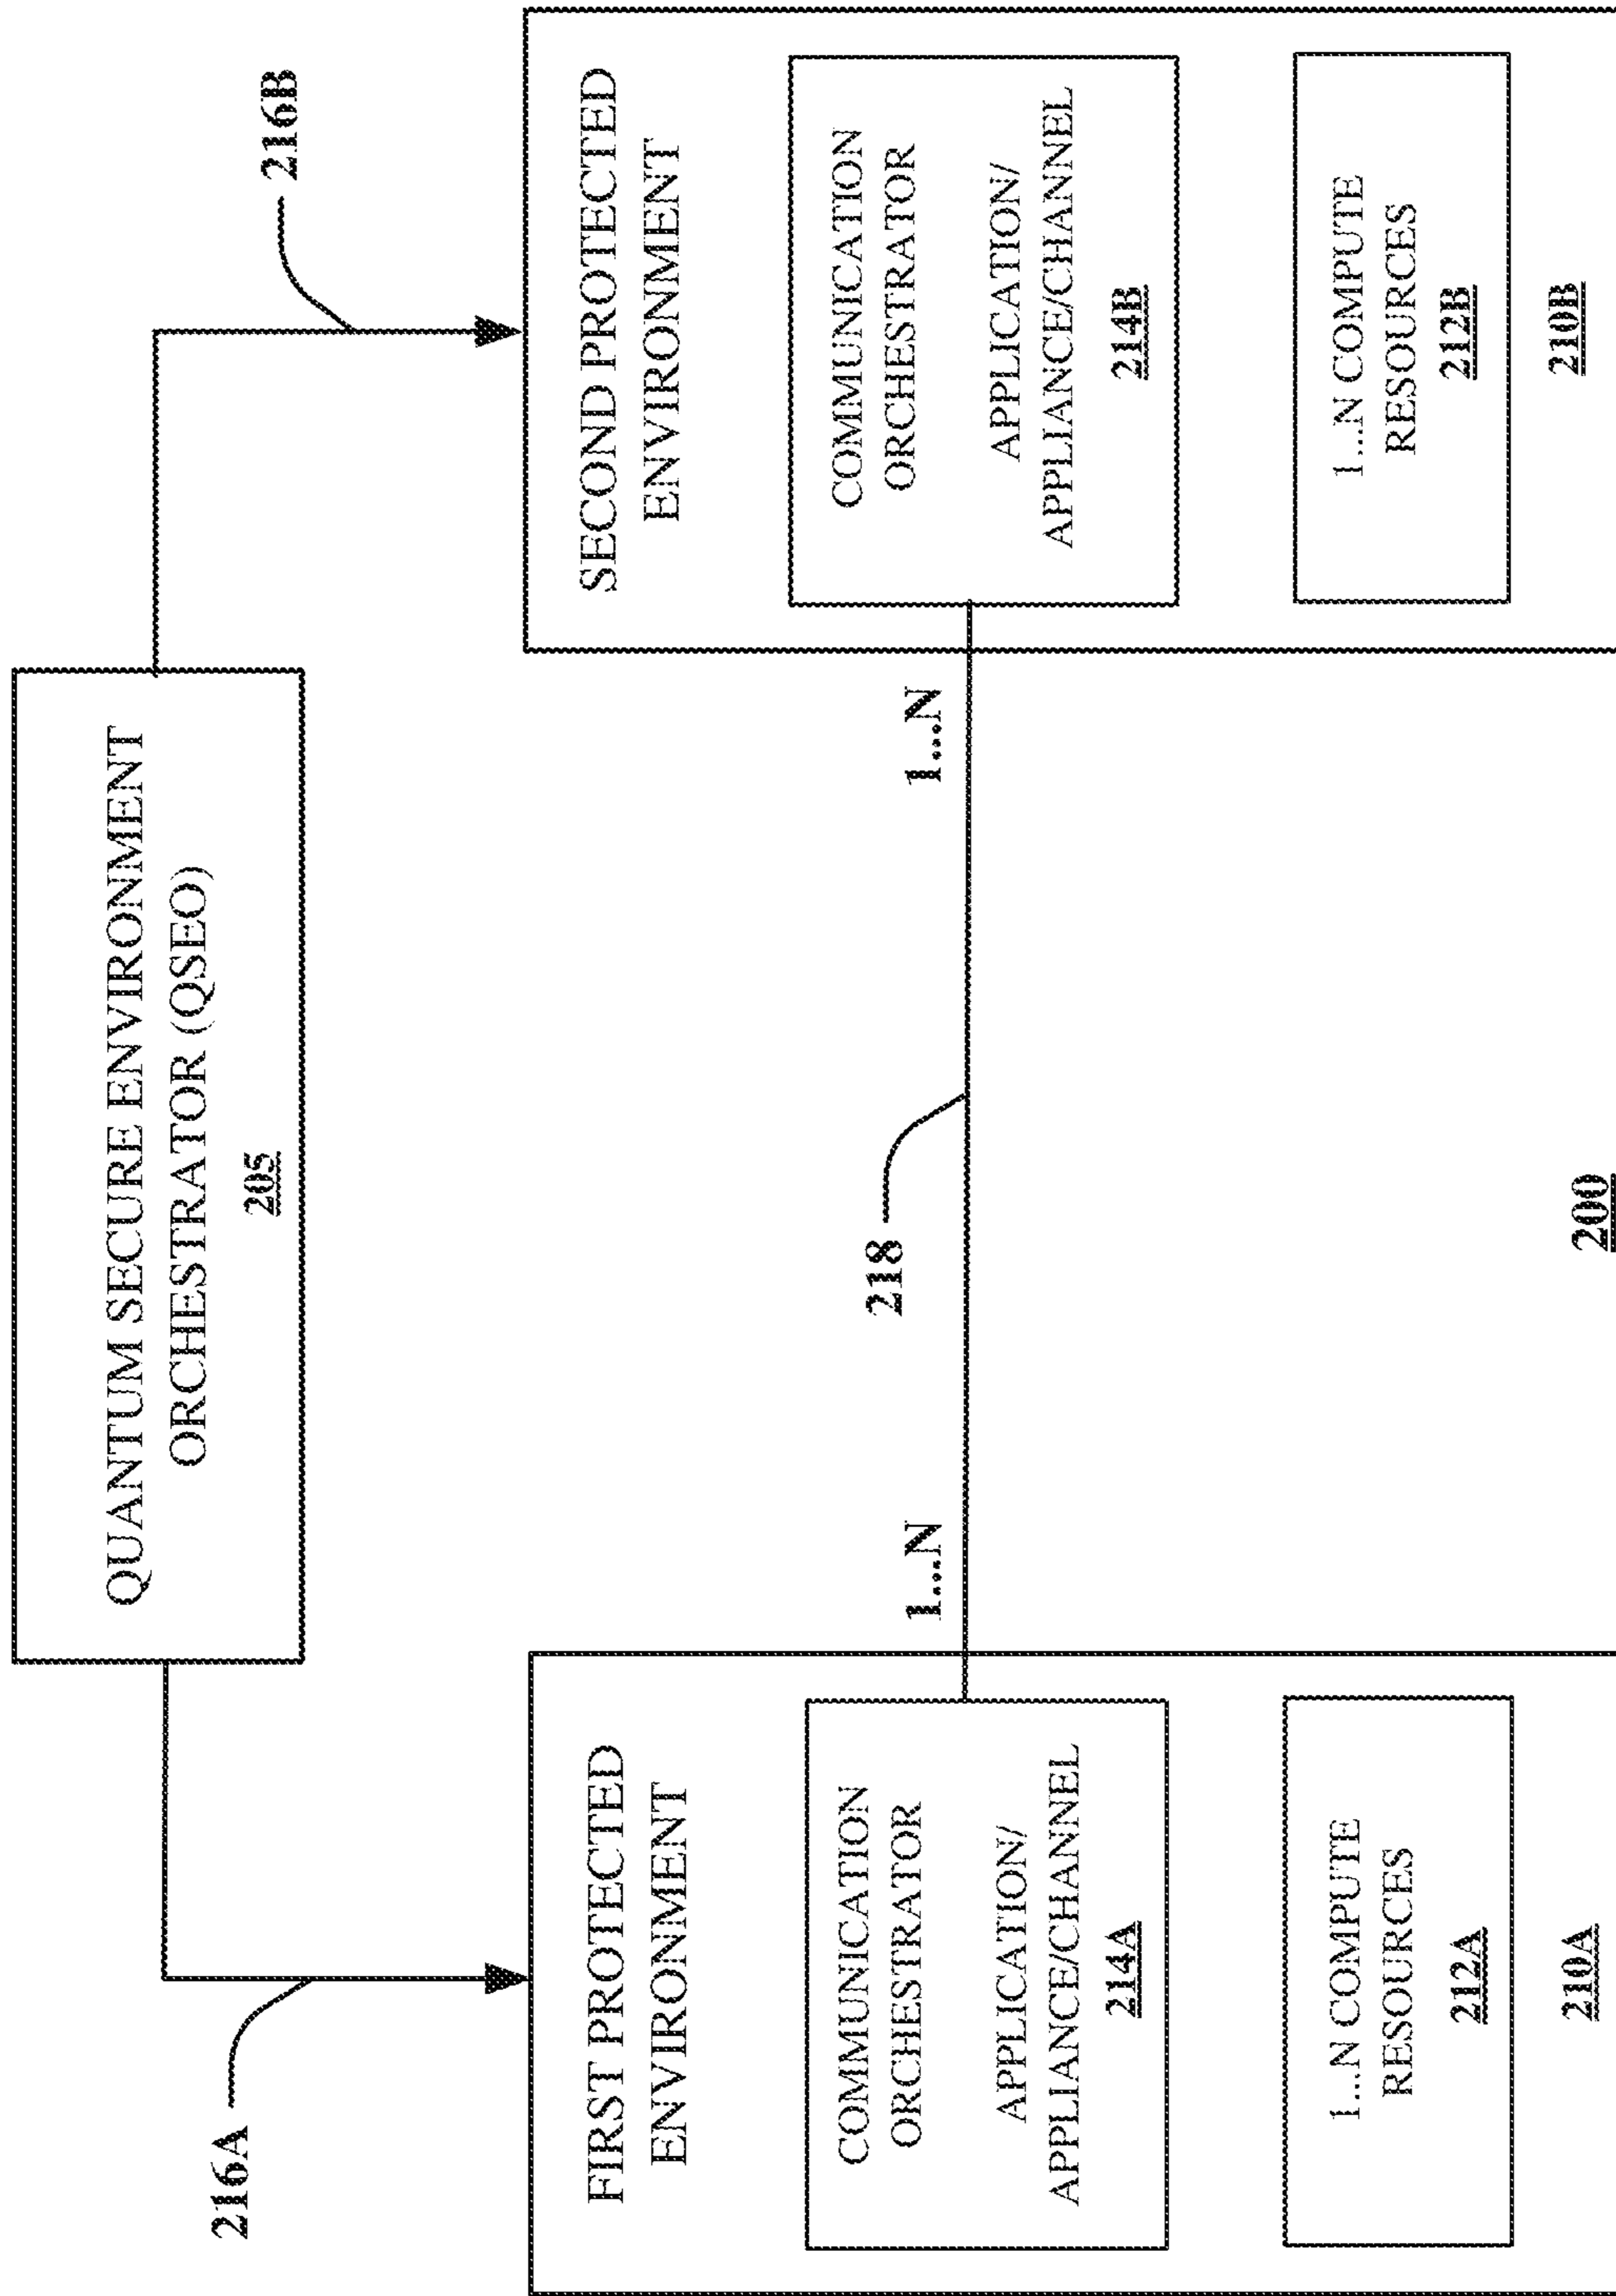 QUANTUM SECURE ENVIRONMENT
ORCHESTRATOR (QSEO)
205
216A
216B
FIRST PROTECTED
ENVIRONMENT
COMMUNICATION
ORCHESTRATOR
APPLICATION/
APPLIANCE/CHANNEL
214A
1...N COMPUTE
RESOURCES
212A
210A
1...N
218
1...N
SECOND PROTECTED
ENVIRONMENT
COMMUNICATION
ORCHESTRATOR
APPLICATION/
APPLIANCE/CHANNEL
214B
1...N COMPUTE
RESOURCES
212B
210B
200